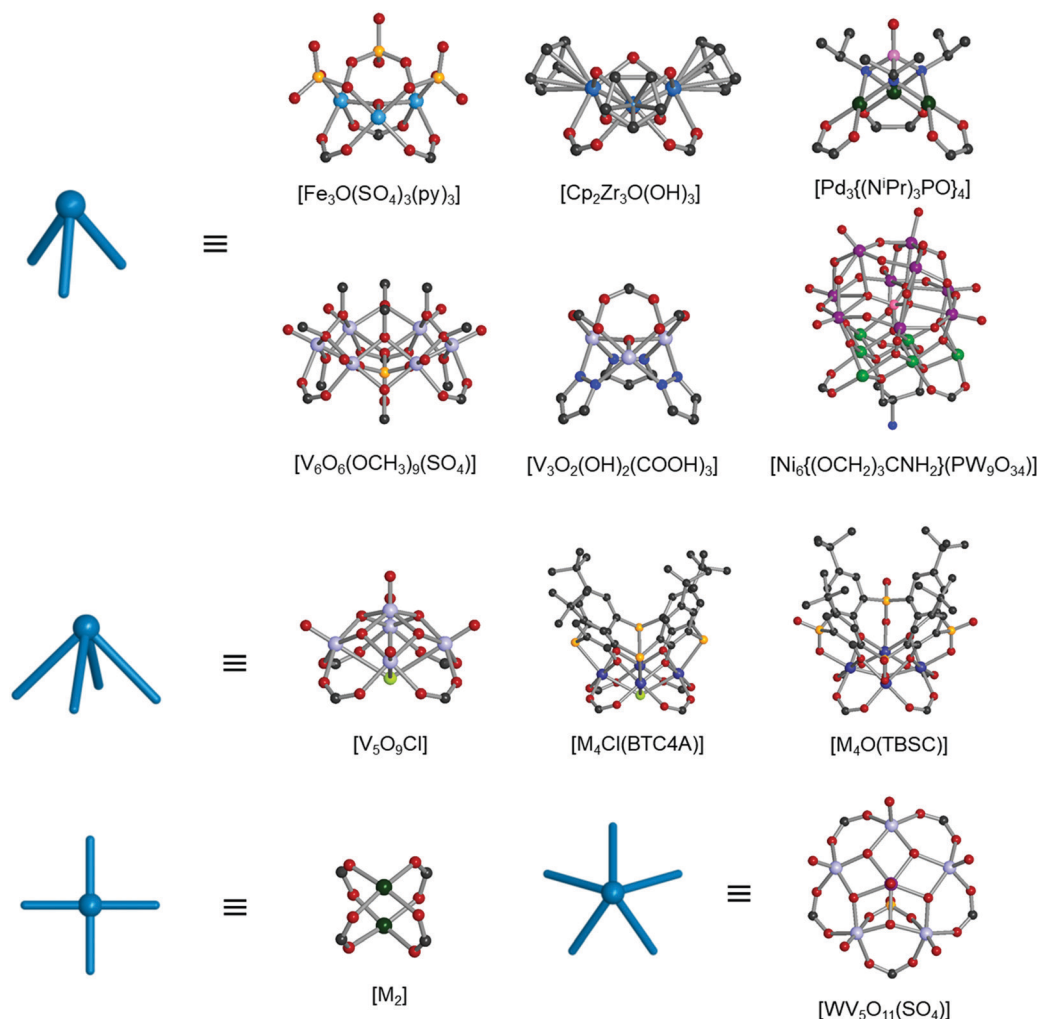 ≡
[Fe₃O(SO₄)₃(py)₃]
[Cp₂Zr₃O(OH)₃]
[Pd₃{(NⁱPr)₃PO}₄]
[V₆O₆(OCH₃)₉(SO₄)]
[V₃O₂(OH)₂(COOH)₃]
[Ni₆{(OCH₂)₃CNH₂}(PW₉O₃₄)]
≡
[V₅O₉Cl]
[M₄Cl(BTC4A)]
[M₄O(TBSC)]
≡
[M₂]
≡
[WV₅O₁₁(SO₄)]